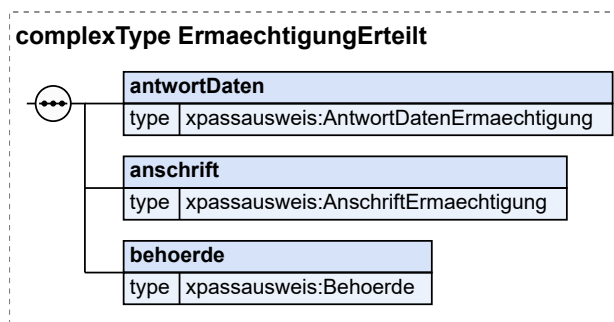 complexType ErmaechtigungErteilt
antwortDaten
type xpassausweis:AntwortDatenErmaechtigung
anschrift
type xpassausweis:AnschriftErmaechtigung
behoerde
type xpassausweis:Behoerde